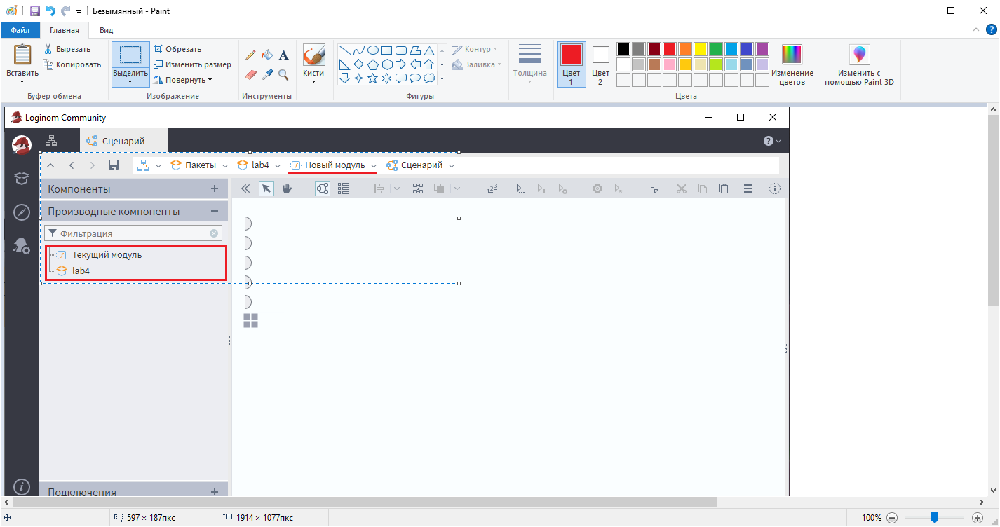 Безымянный - Paint
Файл Главная Вид
Вставить
Вырезать
Копировать
Буфер обмена
Выделить
Обрезать
Изменить размер
Повернуть
Изображение
A
Инструменты
Кисти
Контур
Заливка
Фигуры
Толщина
Цвет 1
Цвет 2
Изменение цветов
Цвета
Изменить с помощью Paint 3D
Loginom Community
Сценарий
Пакеты lab4 Новый модуль Сценарий
Компоненты
Производные компоненты
Фильтрация
Текущий модуль
lab4
Подключения
597 × 187пкс 1914 × 1077пкс 100%